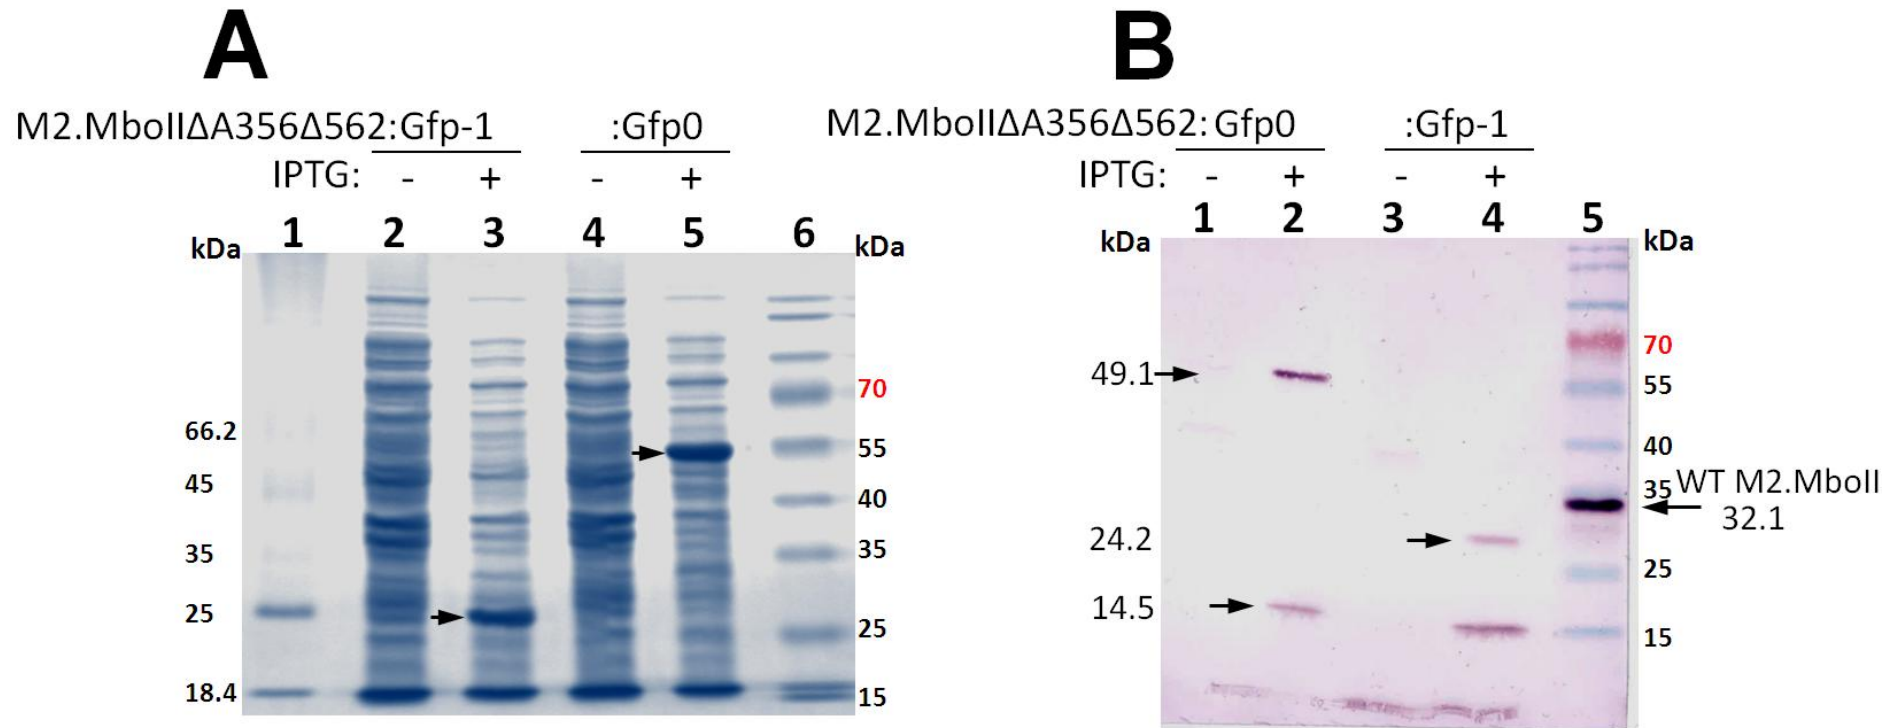 A
M2.MboIIΔA356Δ562:Gfp-1 :Gfp0
IPTG: - + - +
1 2 3 4 5 6
kDa kDa
70
66.2
55
45
40
35
35
25
25
18.4
15
B
M2.MboIIΔA356Δ562: Gfp0 :Gfp-1
IPTG: - + - +
1 2 3 4 5
kDa kDa
70
49.1
55
40
35 WT M2.MboII
32.1
24.2
25
14.5
15